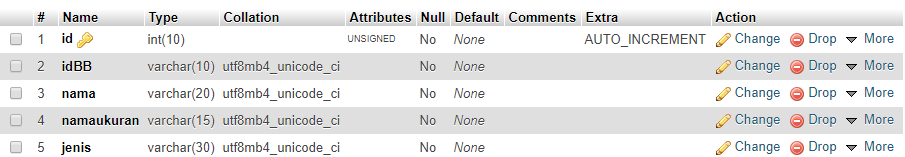 # Name Type Collation Attributes Null Default Comments Extra Action
1 id int(10) UNSIGNED No None AUTO_INCREMENT Change Drop More
2 idBB varchar(10) utf8mb4_unicode_ci No None Change Drop More
3 nama varchar(20) utf8mb4_unicode_ci No None Change Drop More
4 namaukuran varchar(15) utf8mb4_unicode_ci No None Change Drop More
5 jenis varchar(30) utf8mb4_unicode_ci No None Change Drop More